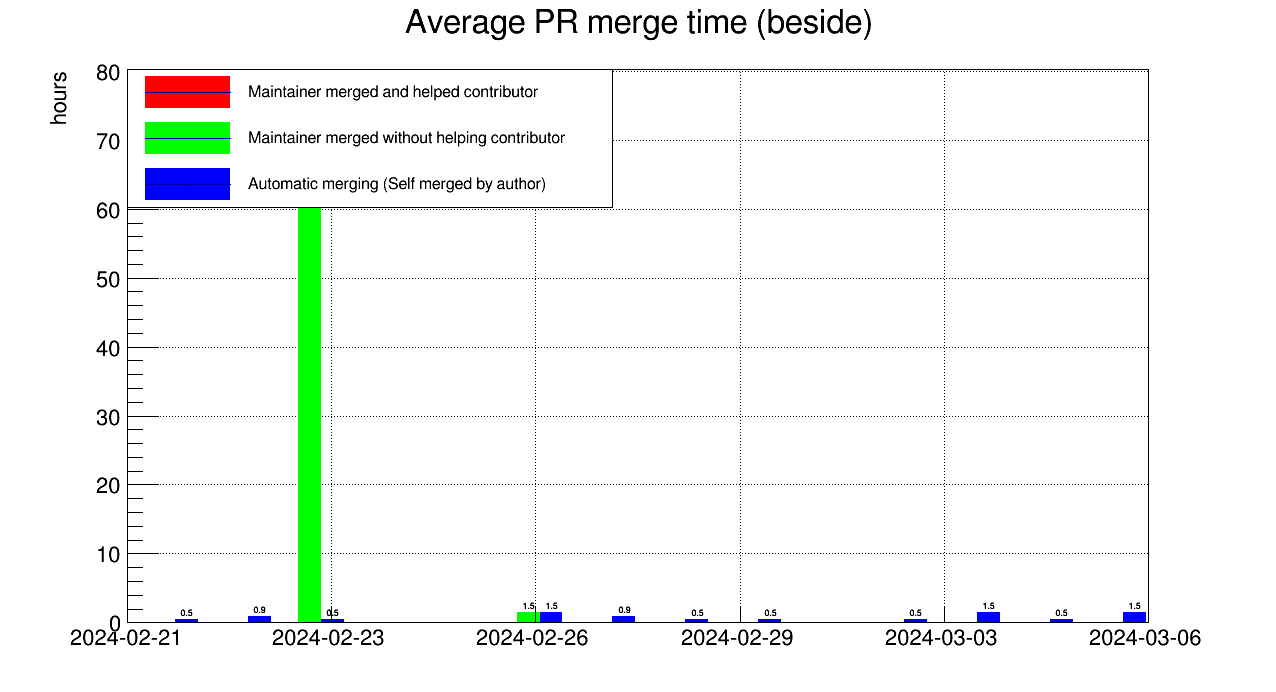 Average PR merge time (beside)
hours
80
70
60
50
40
30
20
10
0
Maintainer merged and helped contributor
Maintainer merged without helping contributor
Automatic merging (Self merged by author)
0.5 0.9 0.5 1.5 1.5 0.9 0.5 0.5 0.5 1.5 0.5 1.5
2024-02-21 2024-02-23 2024-02-26 2024-02-29 2024-03-03 2024-03-06